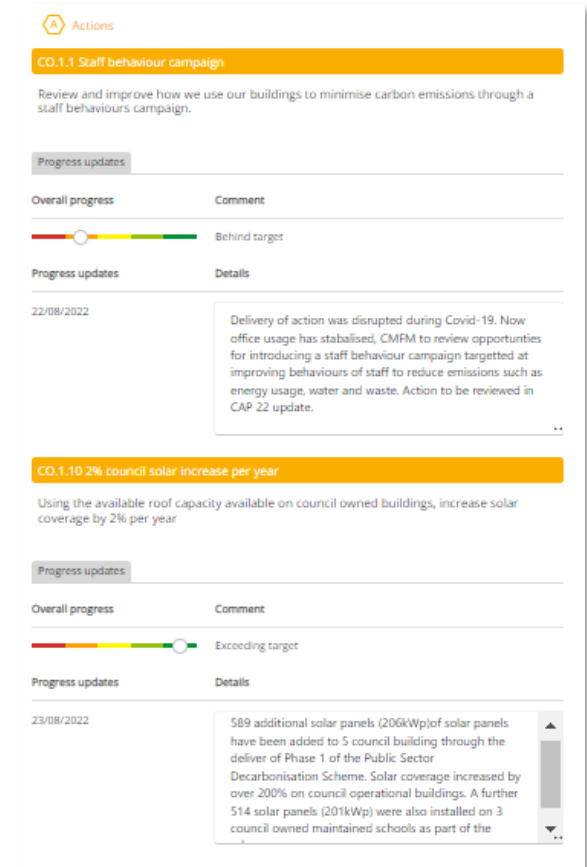 A Actions
CO.1.1 Staff behaviour campaign
Review and improve how we use our buildings to minimise carbon emissions through a
staff behaviours campaign.
Progress updates
Overall progress Comment
Behind target
Progress updates Details
22/08/2022
Delivery of action was disrupted during Covid-19. Now
office usage has stabalised, CMFM to review opportunties
for introducing a staff behaviour campaign targetted at
improving behaviours of staff to reduce emissions such as
energy usage, water and waste. Action to be reviewed in
CAP 22 update.
CO.1.10 2% council solar increase per year
Using the available roof capacity available on council owned buildings, increase solar
coverage by 2% per year
Progress updates
Overall progress Comment
Exceeding target
Progress updates Details
23/08/2022
589 additional solar panels (206kWp)of solar panels
have been added to 5 council building through the
deliver of Phase 1 of the Public Sector
Decarbonisation Scheme. Solar coverage increased by
over 200% on council operational buildings. A further
514 solar panels (201kWp) were also installed on 3
council owned maintained schools as part of the